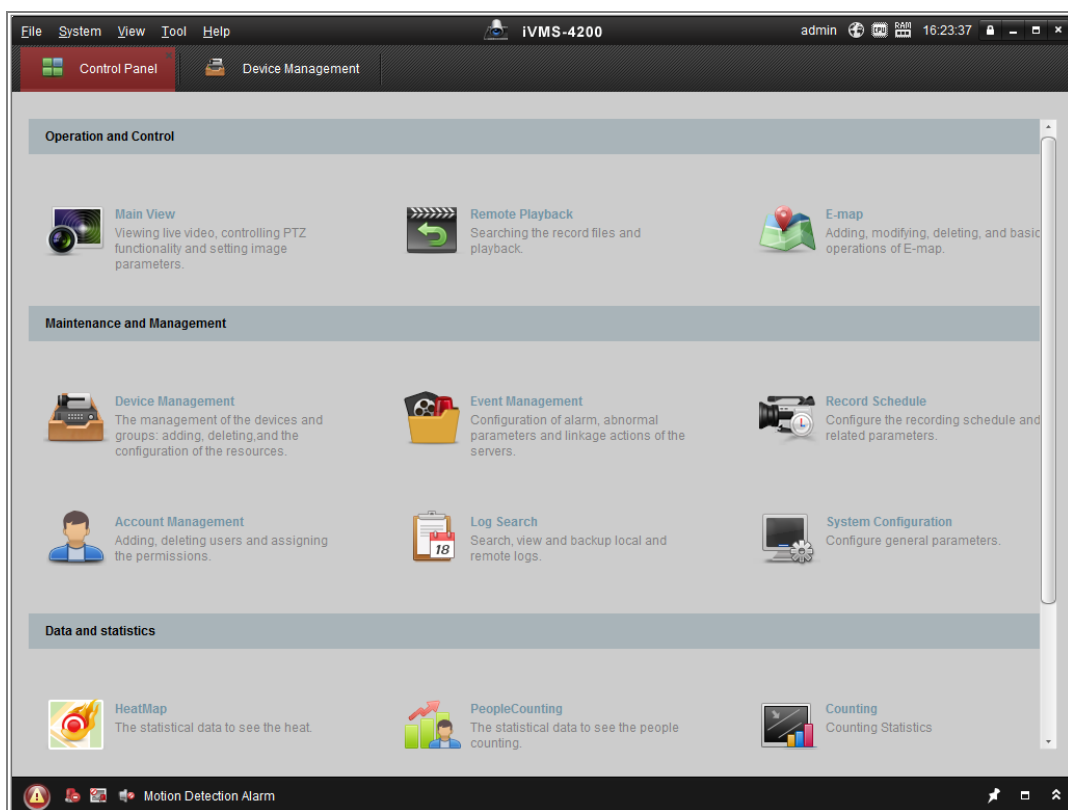 File System View Tool Help iVMS-4200 admin CPU RAM 16:23:37
Control Panel Device Management
Operation and Control
Main View
Viewing live video, controlling PTZ
functionality and setting image
parameters.
Remote Playback
Searching the record files and
playback.
E-map
Adding, modifying, deleting, and basic
operations of E-map.
Maintenance and Management
Device Management
The management of the devices and
groups: adding, deleting,and the
configuration of the resources.
Event Management
Configuration of alarm, abnormal
parameters and linkage actions of the
servers.
Record Schedule
Configure the recording schedule and
related parameters.
Account Management
Adding, deleting users and assigning
the permissions.
18
Log Search
Search, view and backup local and
remote logs.
System Configuration
Configure general parameters.
Data and statistics
HeatMap
The statistical data to see the heat.
PeopleCounting
The statistical data to see the people
counting.
Counting
Counting Statistics
Motion Detection Alarm